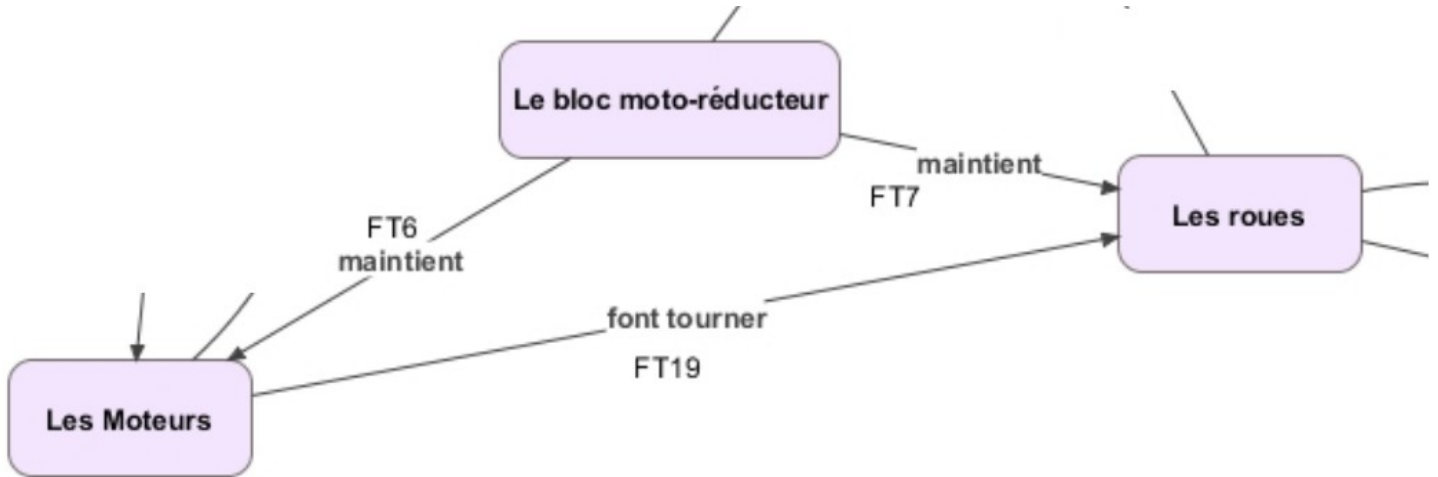 Le bloc moto-réducteur
maintient
FT7
Les roues
FT6
maintient
font tourner
FT19
Les Moteurs